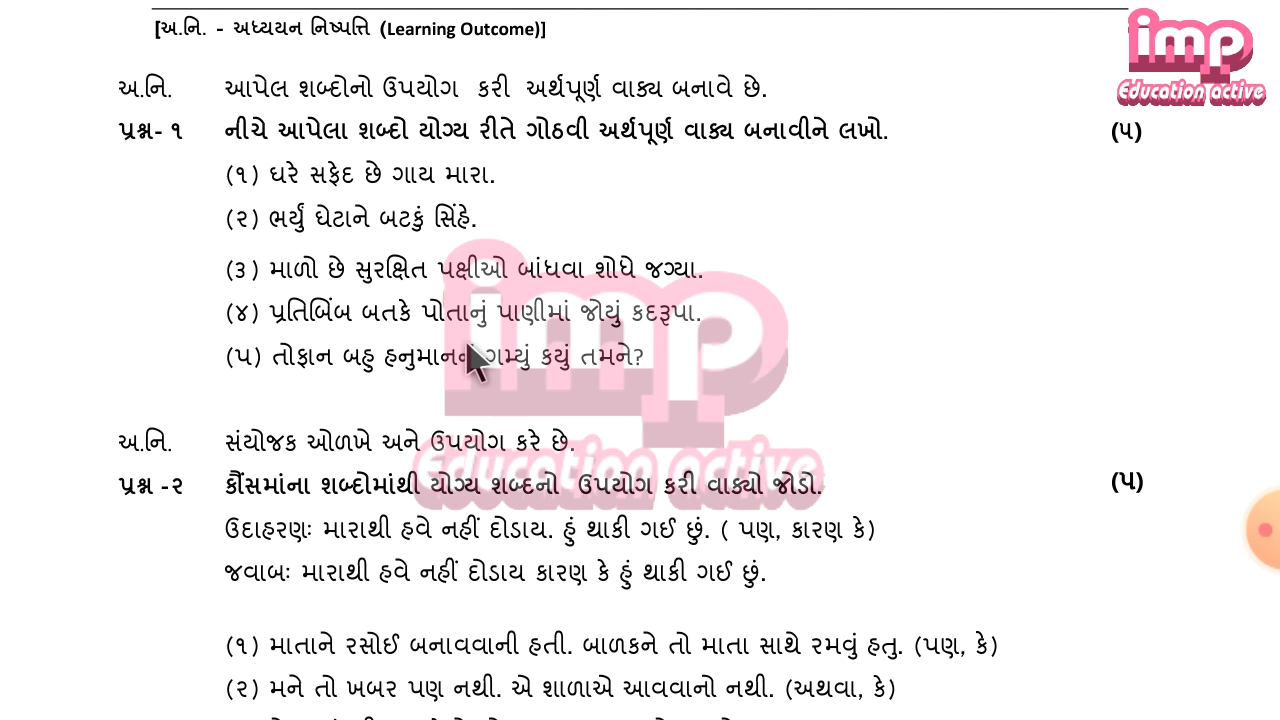 [અ.નિ. - અધ્યયન નિષ્પત્તિ (Learning Outcome)]
imp
Education active
અ.નિ. આપેલ શબ્દોનો ઉપયોગ કરી અર્થપૂર્ણ વાક્ય બનાવે છે.
પ્રશ્ન- ૧ નીચે આપેલા શબ્દો યોગ્ય રીતે ગોઠવી અર્થપૂર્ણ વાક્ય બનાવીને લખો. (૫)
(૧) ઘરે સફેદ છે ગાય મારા.
(૨) ભર્યું ઘેટાને બટકું સિંહે.
(૩) માળો છે સુરક્ષિત પક્ષીઓ બાંધવા શોધે જગ્યા.
(૪) પ્રતિબિંબ બતકે પોતાનું પાણીમાં જોયું કદરૂપા.
(૫) તોફાન બહુ હનુમાનનું ગમ્યું કયું તમને?
imp
Education active
અ.નિ. સંયોજક ઓળખે અને ઉપયોગ કરે છે.
પ્રશ્ન -૨ કૌંસમાંના શબ્દોમાંથી યોગ્ય શબ્દનો ઉપયોગ કરી વાક્યો જોડો. (૫)
ઉદાહરણઃ મારાથી હવે નહીં દોડાય. હું થાકી ગઈ છું. ( પણ, કારણ કે)
જવાબઃ મારાથી હવે નહીં દોડાય કારણ કે હું થાકી ગઈ છું.
(૧) માતાને રસોઈ બનાવવાની હતી. બાળકને તો માતા સાથે રમવું હતુ. (પણ, કે)
(૨) મને તો ખબર પણ નથી. એ શાળાએ આવવાનો નથી. (અથવા, કે)